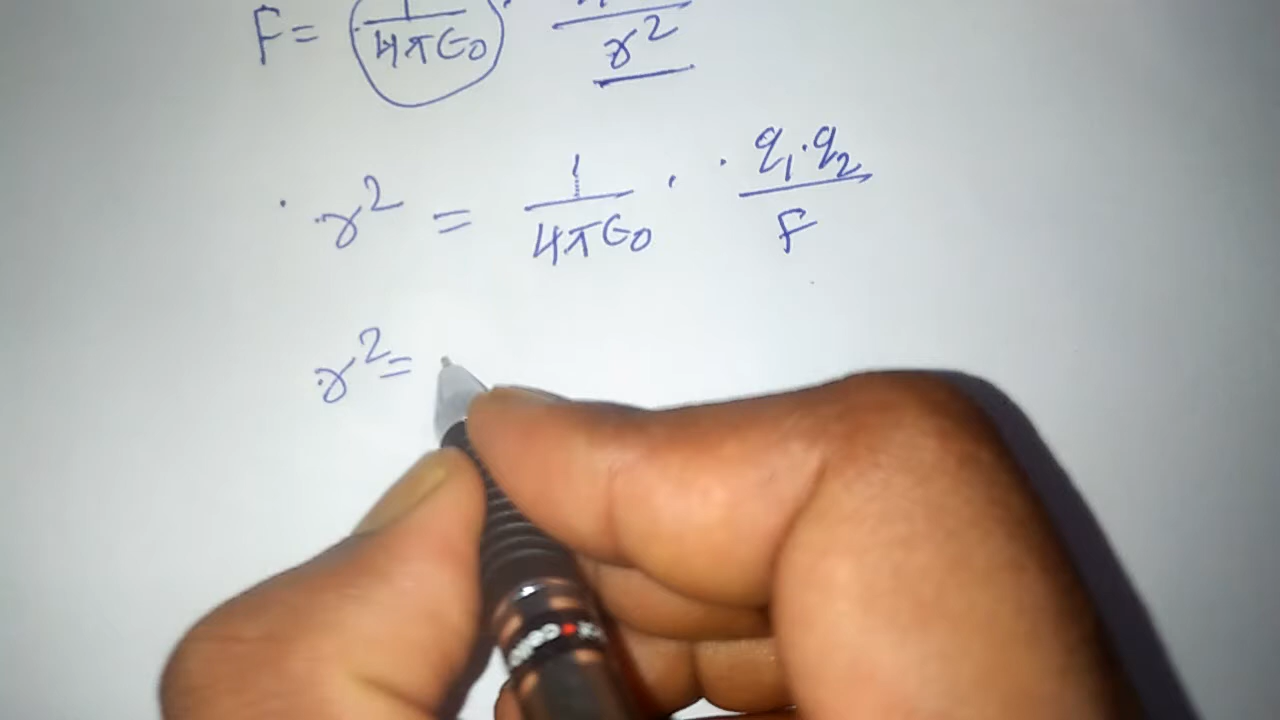 F = 1/4πϵ0 · /r²
r² = 1/4πϵ0 · · q1·q2/F
r² =